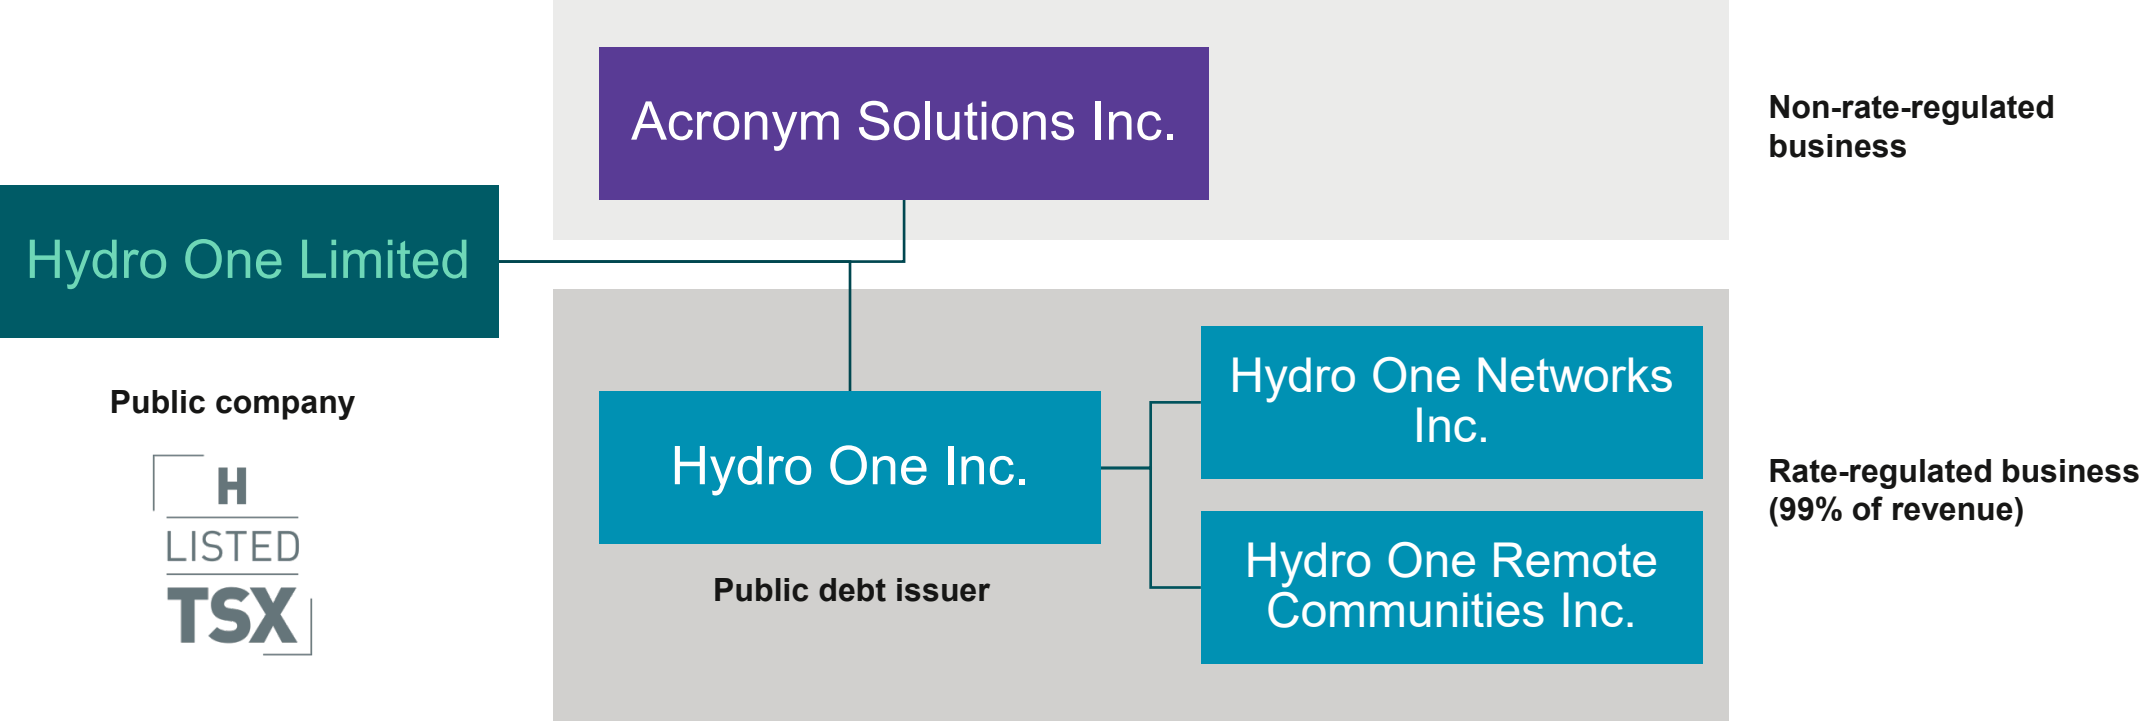 Acronym Solutions Inc.
Non-rate-regulated
business
Hydro One Limited
Public company
H
LISTED
TSX
Hydro One Inc.
Public debt issuer
Hydro One Networks
Inc.
Hydro One Remote
Communities Inc.
Rate-regulated business
(99% of revenue)